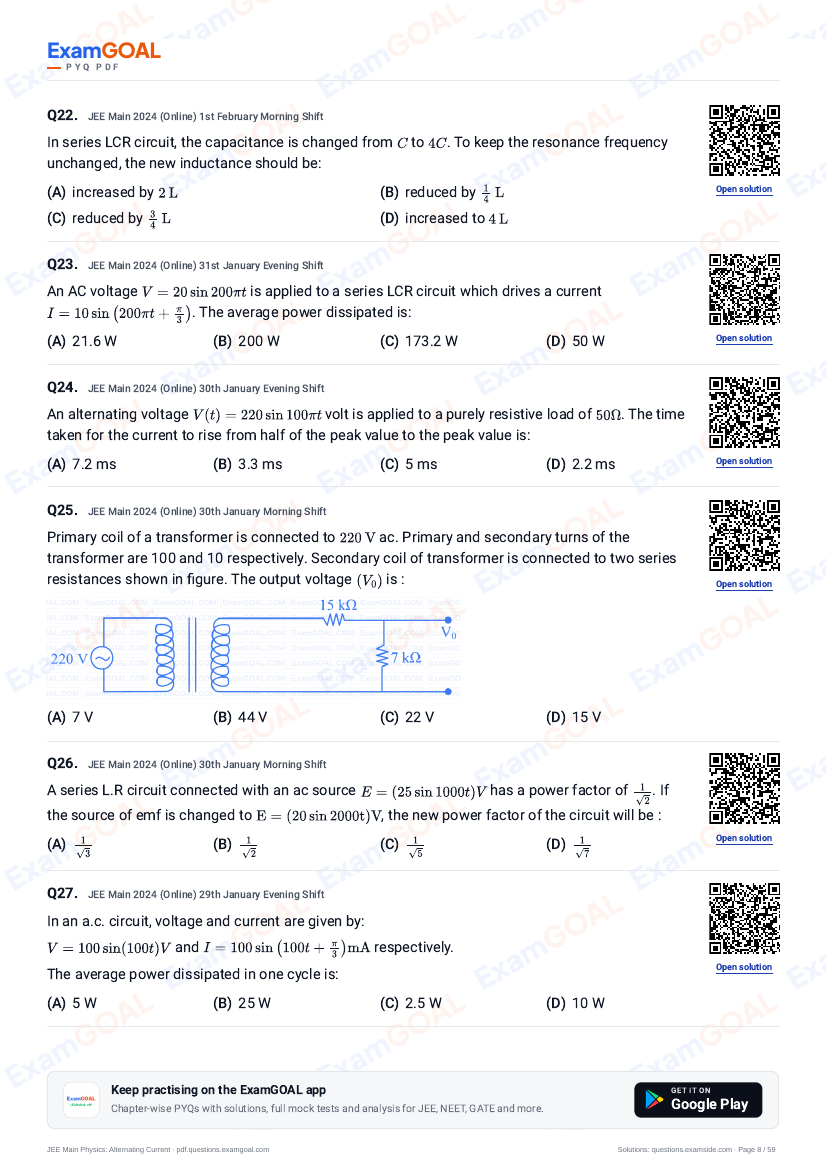 ExamGOAL
PYQ PDF
Q22. JEE Main 2024 (Online) 1st February Morning Shift
In series LCR circuit, the capacitance is changed from C to 4C. To keep the resonance frequency
unchanged, the new inductance should be:
(A) increased by 2 L
(B) reduced by 1/4 L
(C) reduced by 3/4 L
(D) increased to 4 L
Open solution
Q23. JEE Main 2024 (Online) 31st January Evening Shift
An AC voltage V = 20 sin 200πt is applied to a series LCR circuit which drives a current
I = 10 sin (200πt + π/3). The average power dissipated is:
(A) 21.6 W (B) 200 W (C) 173.2 W (D) 50 W
Open solution
Q24. JEE Main 2024 (Online) 30th January Evening Shift
An alternating voltage V(t) = 220 sin 100πt volt is applied to a purely resistive load of 50Ω. The time
taken for the current to rise from half of the peak value to the peak value is:
(A) 7.2 ms (B) 3.3 ms (C) 5 ms (D) 2.2 ms
Open solution
Q25. JEE Main 2024 (Online) 30th January Morning Shift
Primary coil of a transformer is connected to 220 V ac. Primary and secondary turns of the
transformer are 100 and 10 respectively. Secondary coil of transformer is connected to two series
resistances shown in figure. The output voltage (V₀) is :
Open solution
15 kΩ
V₀
220 V
7 kΩ
(A) 7 V (B) 44 V (C) 22 V (D) 15 V
Q26. JEE Main 2024 (Online) 30th January Morning Shift
A series L.R circuit connected with an ac source E = (25 sin 1000t)V has a power factor of 1/√2. If
the source of emf is changed to E = (20 sin 2000t)V, the new power factor of the circuit will be :
(A) 1/√3 (B) 1/√2 (C) 1/√5 (D) 1/√7
Open solution
Q27. JEE Main 2024 (Online) 29th January Evening Shift
In an a.c. circuit, voltage and current are given by:
V = 100 sin(100t)V and I = 100 sin (100t + π/3)mA respectively.
The average power dissipated in one cycle is:
(A) 5 W (B) 25 W (C) 2.5 W (D) 10 W
Open solution
Keep practising on the ExamGOAL app
Chapter-wise PYQs with solutions, full mock tests and analysis for JEE, NEET, GATE and more.
ExamGOAL
GET IT ON
Google Play
JEE Main Physics: Alternating Current · pdf.questions.examgoal.com
Solutions: questions.examside.com · Page 8 / 59